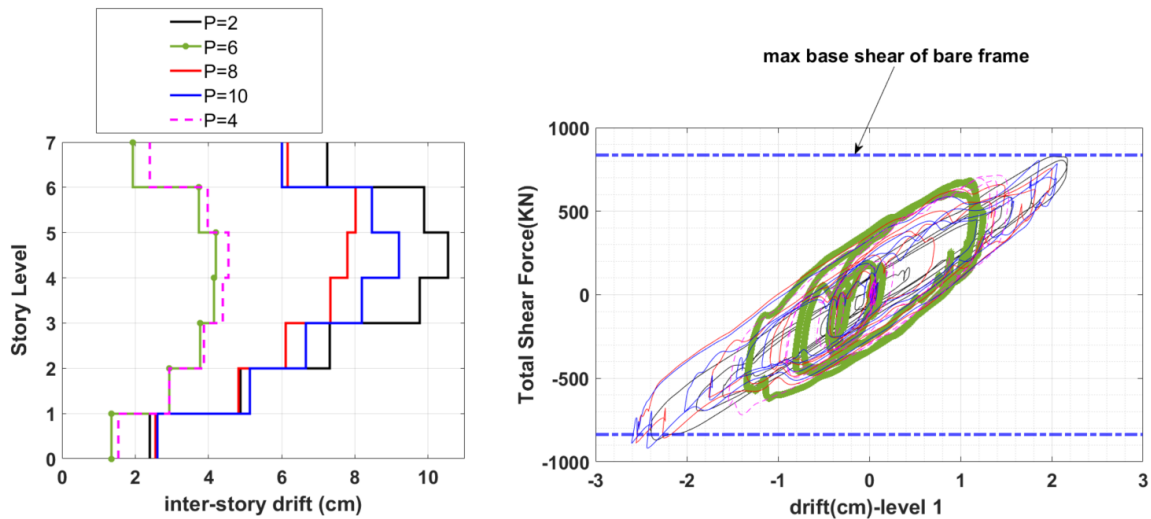 P=2
P=6
P=8
P=10
P=4
7
6
5
4
3
2
1
0
Story Level
0 2 4 6 8 10
inter-story drift (cm)
max base shear of bare frame
1000
500
0
-500
-1000
Total Shear Force(KN)
-3 -2 -1 0 1 2 3
drift(cm)-level 1